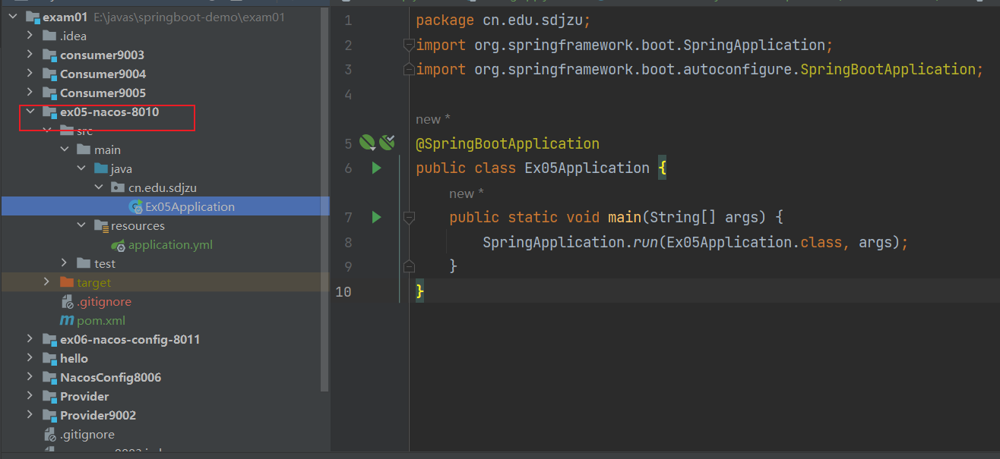 exam01 E:\javas\springboot-demo\exam01
.idea
consumer9003
Consumer9004
Consumer9005
ex05-nacos-8010
src
main
java
cn.edu.sdjzu
Ex05Application
resources
application.yml
test
target
.gitignore
pom.xml
ex06-nacos-config-8011
hello
NacosConfig8006
Provider
Provider9002
.gitignore
1 package cn.edu.sdjzu;
2 import org.springframework.boot.SpringApplication;
3 import org.springframework.boot.autoconfigure.SpringBootApplication;
4
new *
5 @SpringBootApplication
6 public class Ex05Application {
new *
7 public static void main(String[] args) {
8 SpringApplication.run(Ex05Application.class, args);
9 }
10 }